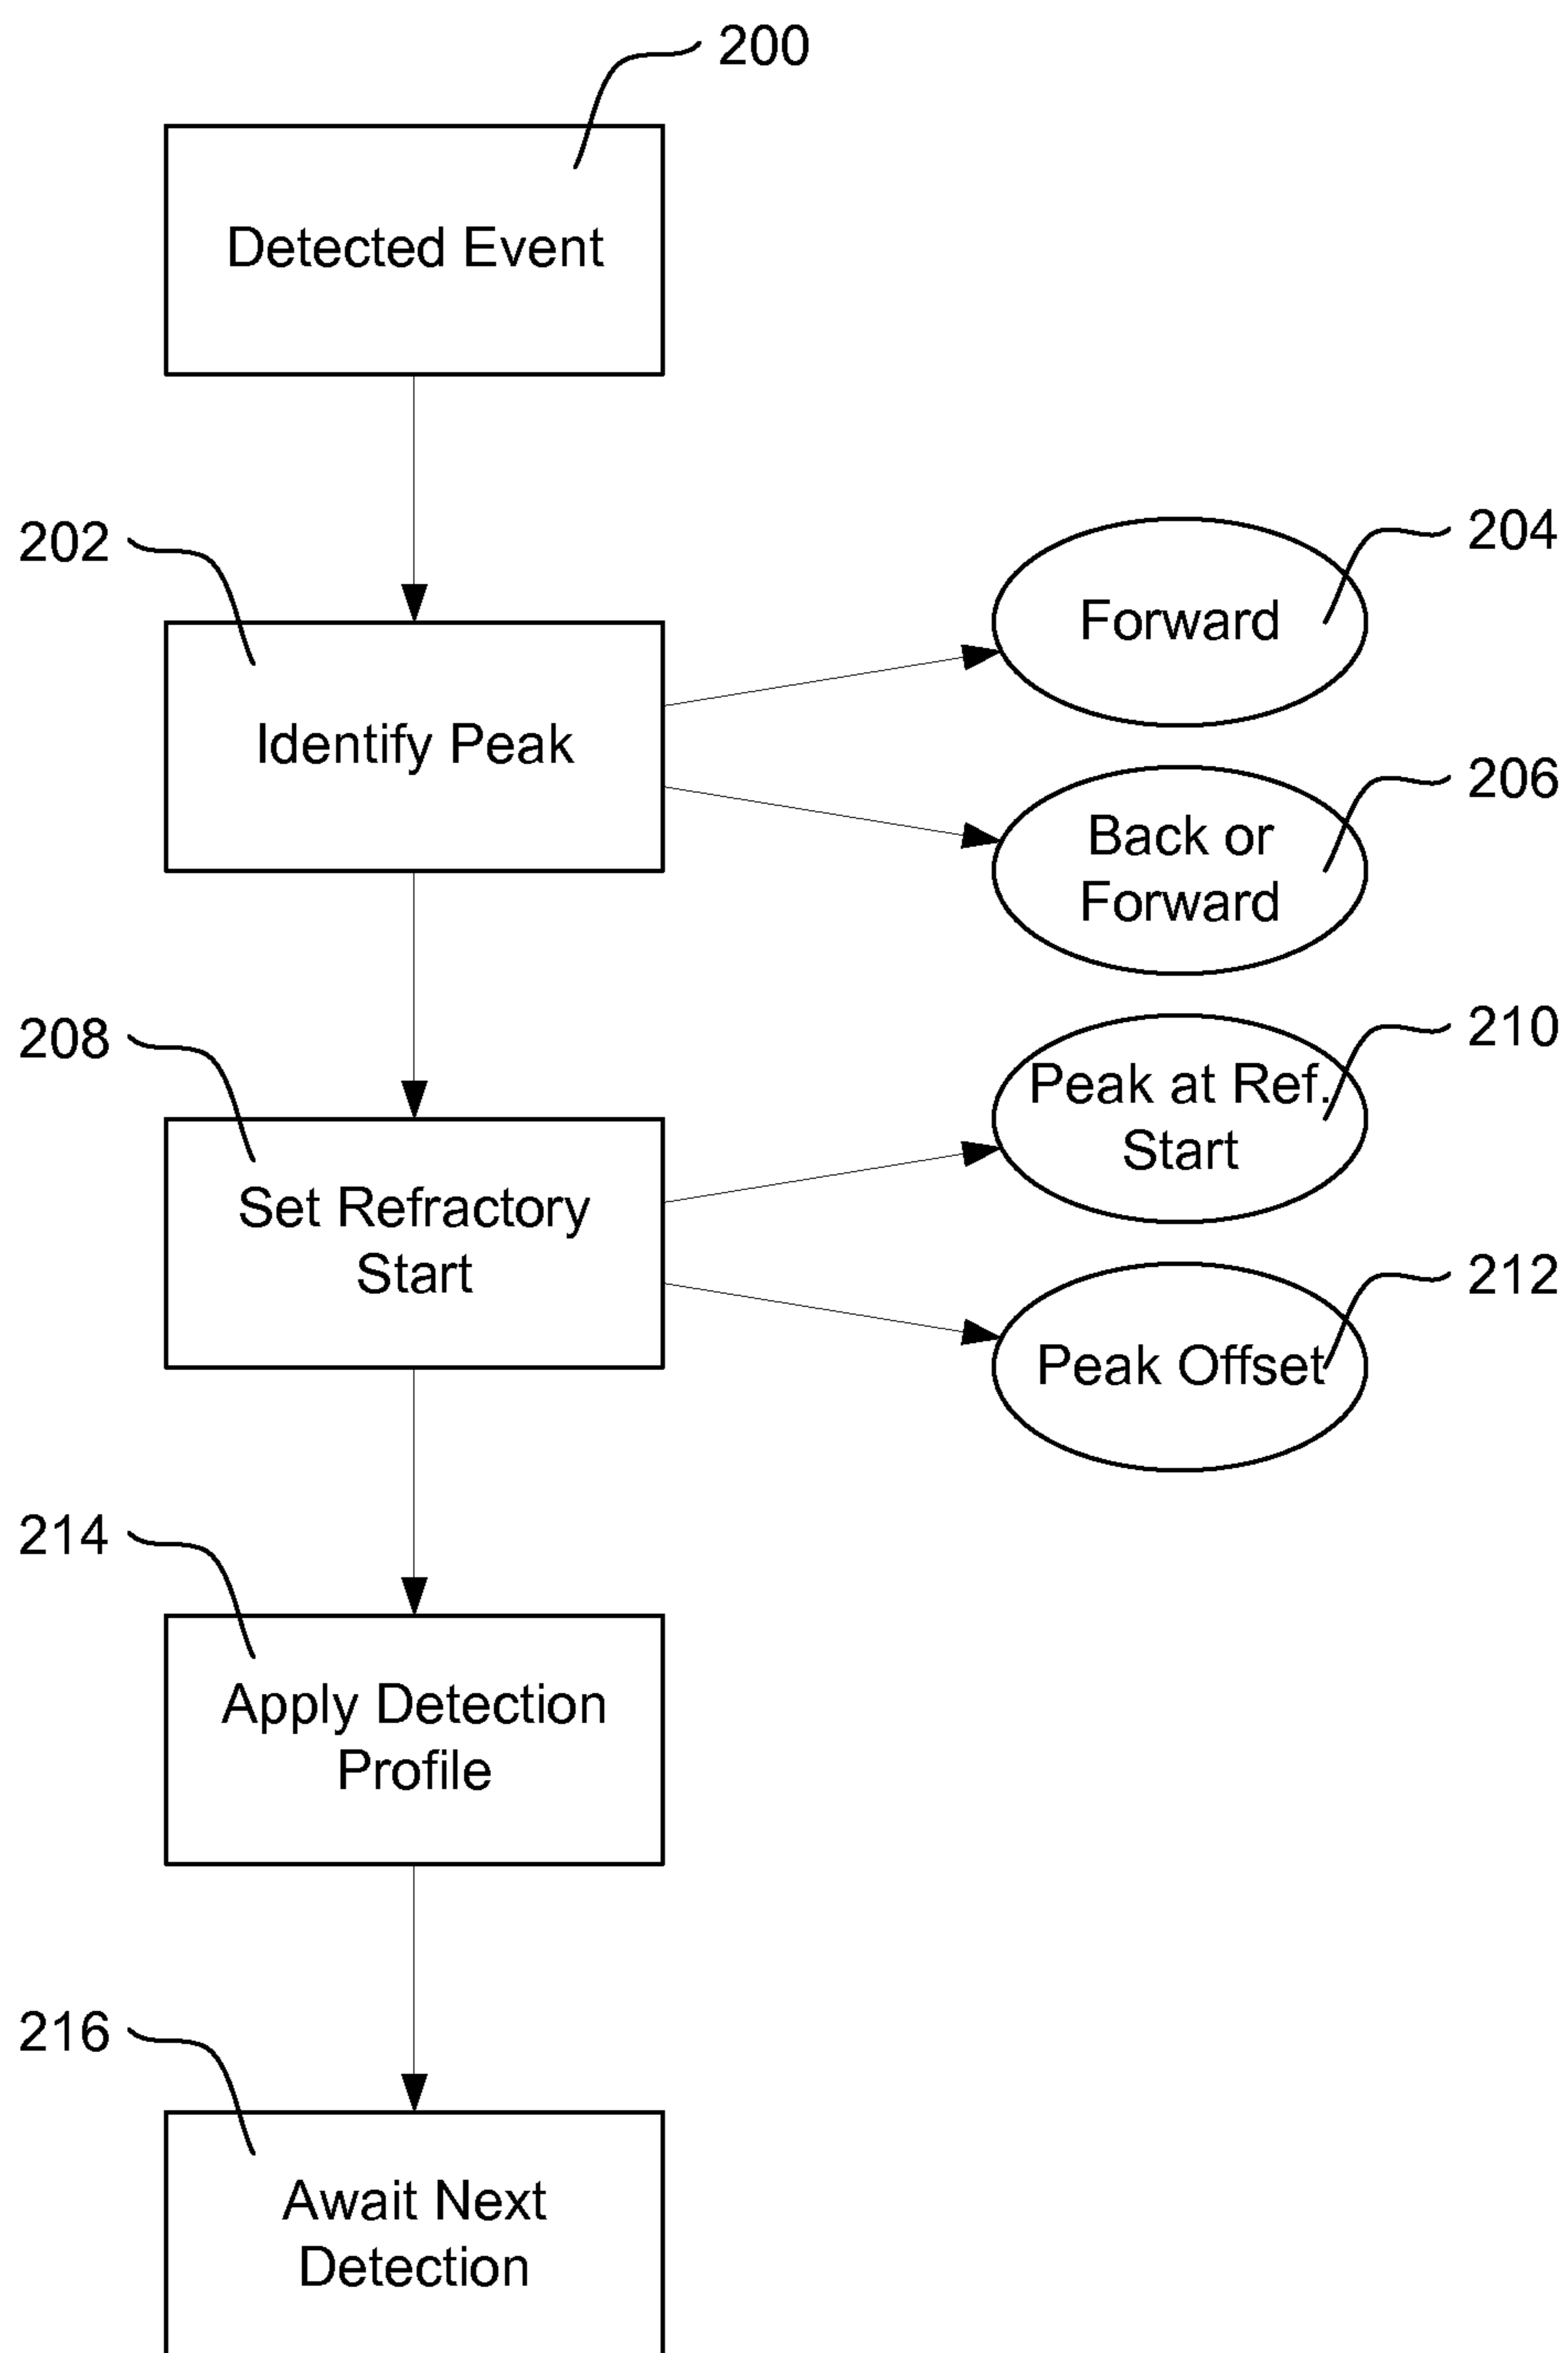 200
Detected Event
202
204
Forward
Identify Peak
206
Back or
Forward
208
210
Peak at Ref.
Start
Set Refractory
Start
212
Peak Offset
214
Apply Detection
Profile
216
Await Next
Detection